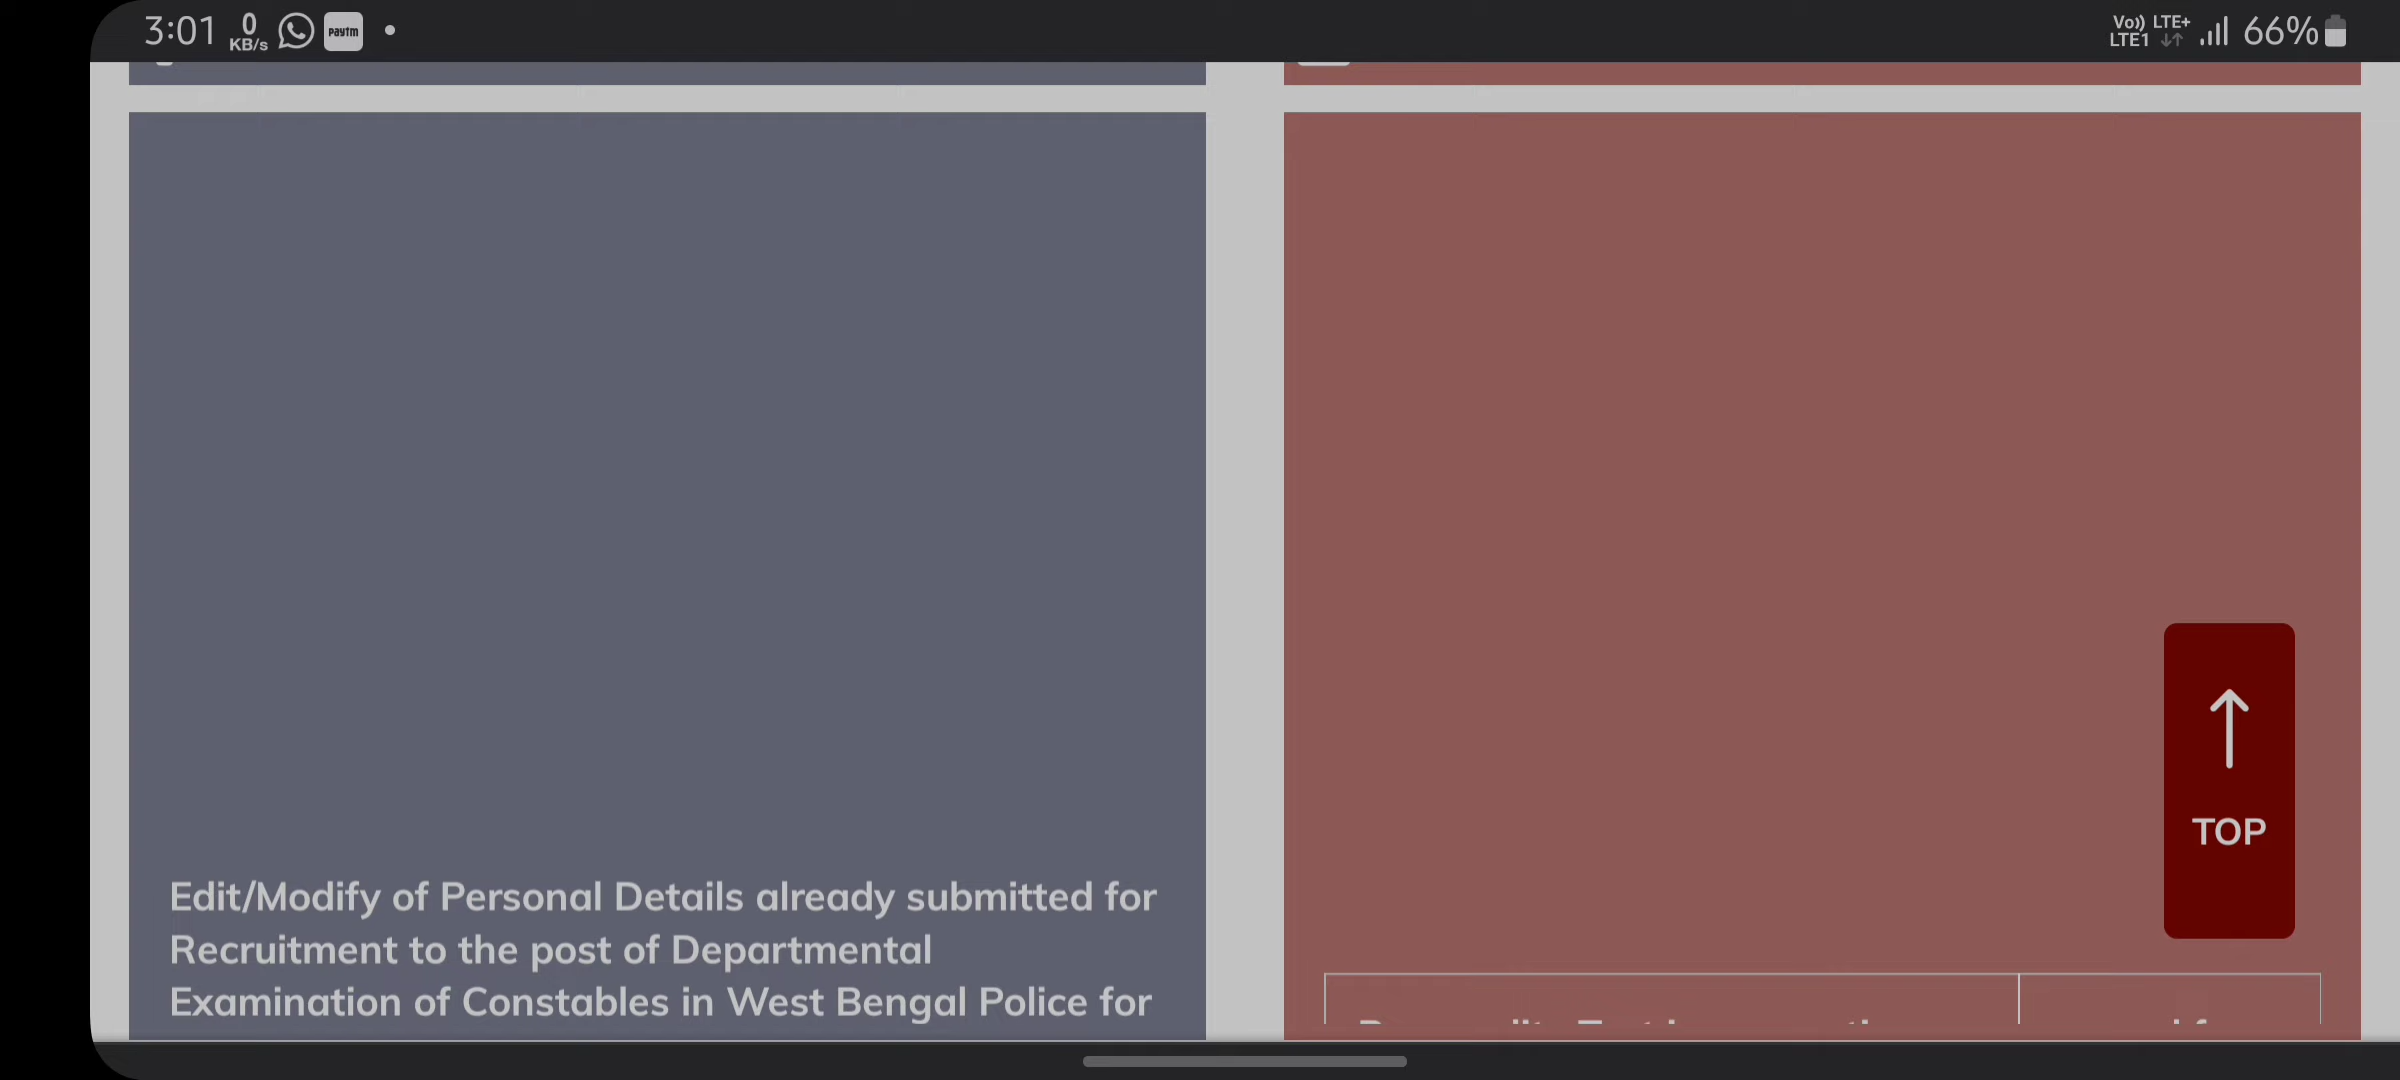 3:01 0 KB/s Paytm
Vo)) LTE+ LTE1 66%
Edit/Modify of Personal Details already submitted for
Recruitment to the post of Departmental
Examination of Constables in West Bengal Police for
TOP